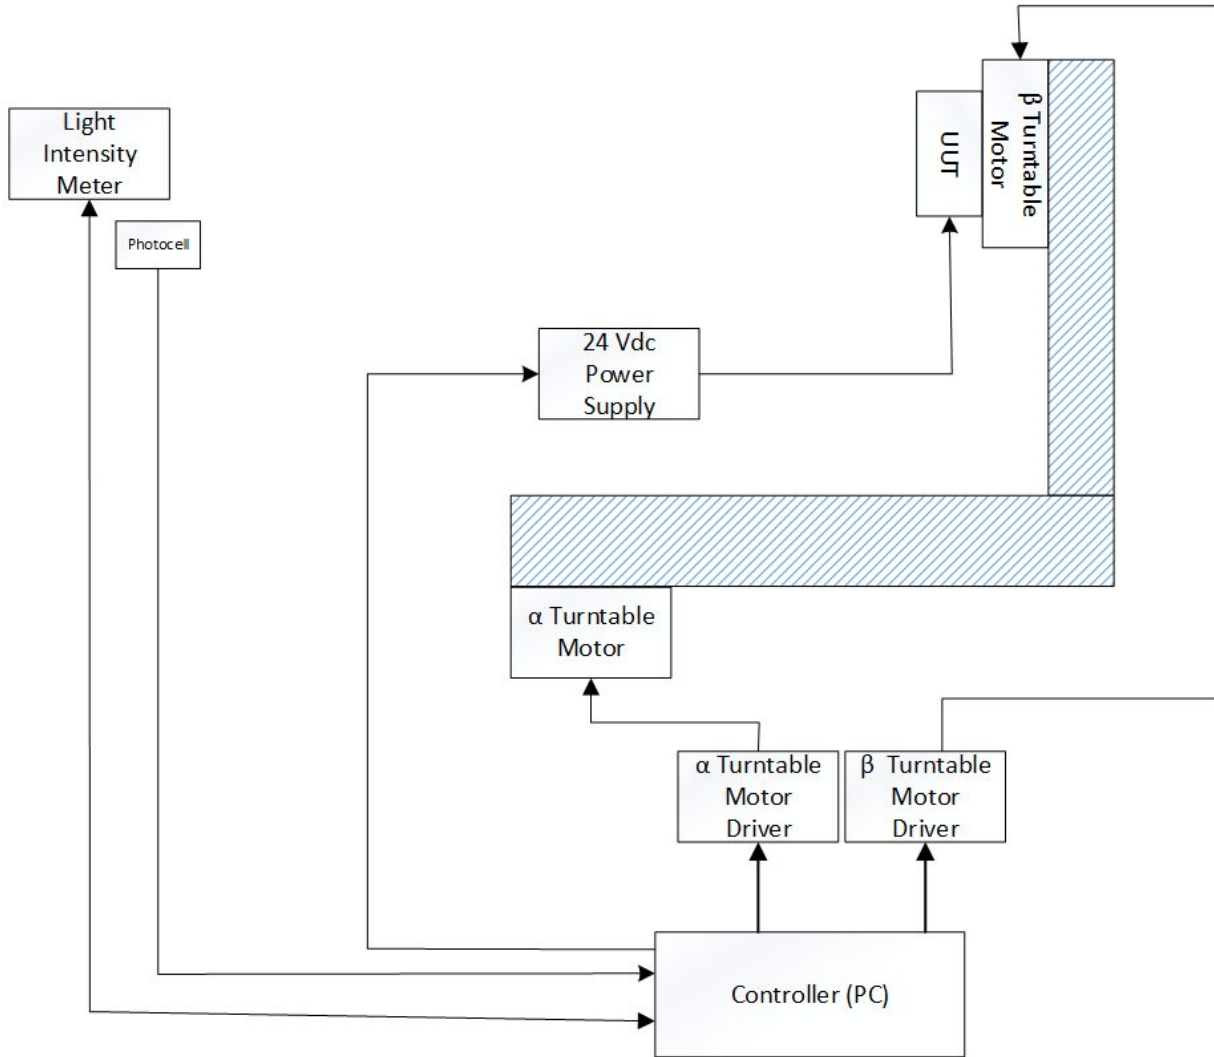 Light
Intensity
Meter
Photocell
β Turntable
Motor
UUT
24 Vdc
Power
Supply
α Turntable
Motor
α Turntable
Motor
Driver
β Turntable
Motor
Driver
Controller (PC)